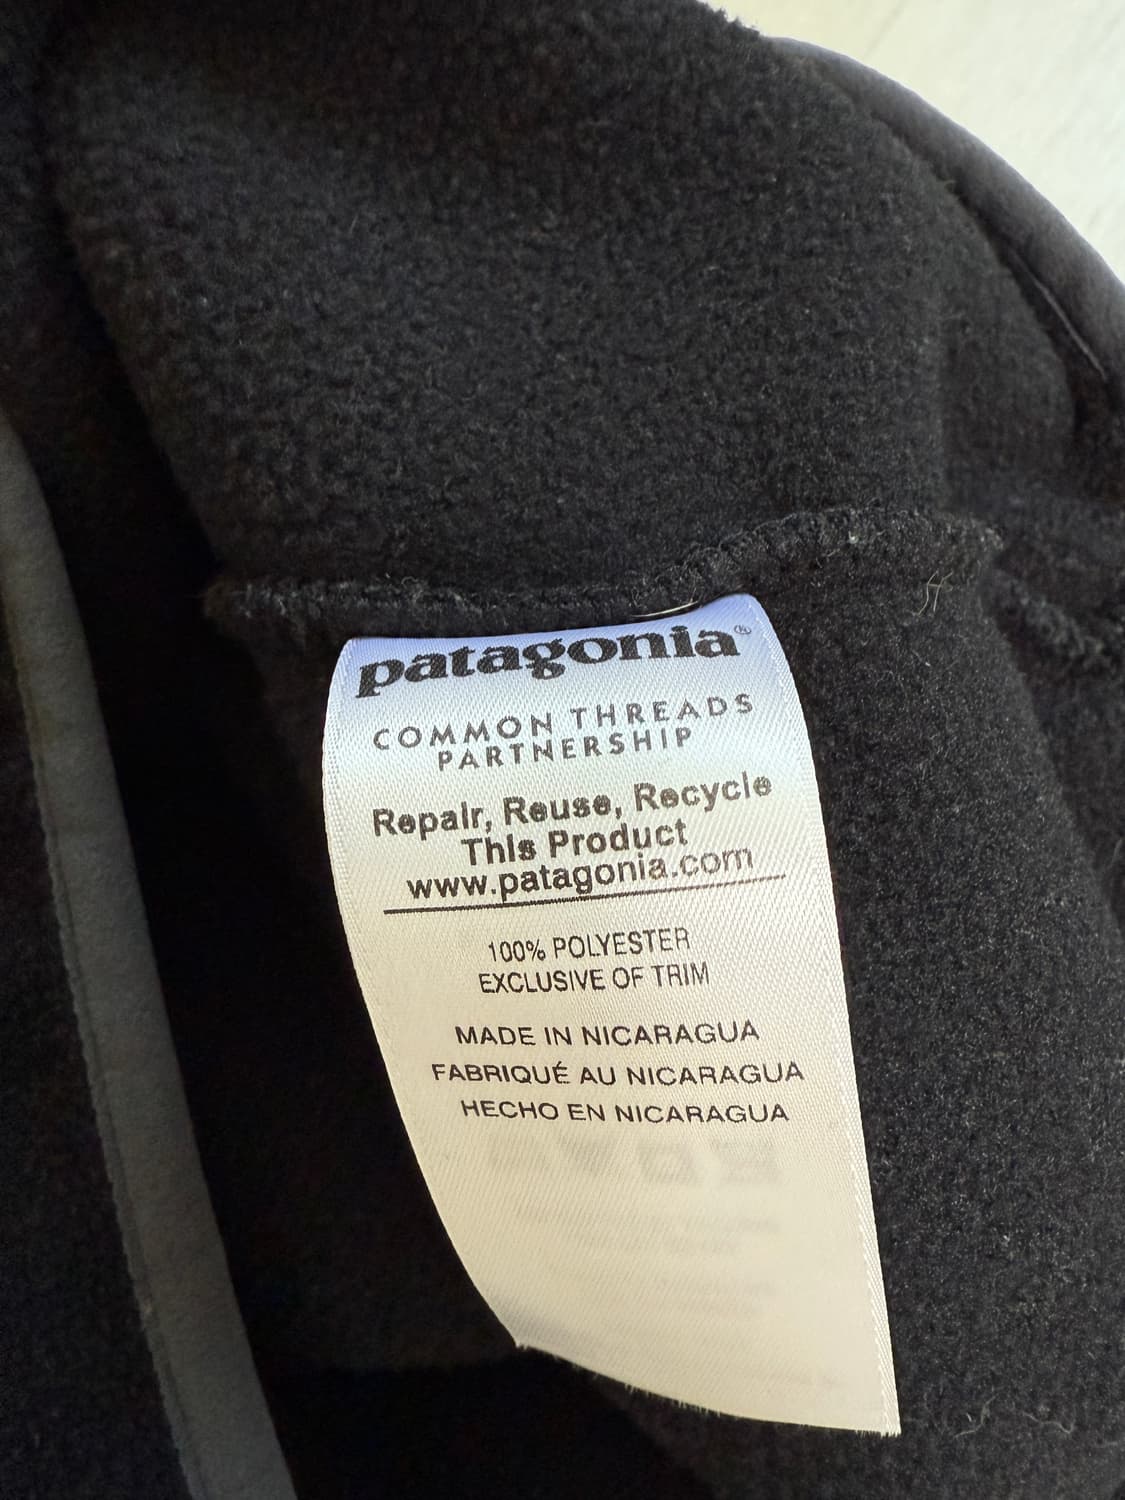 patagonia®
COMMON THREADS
PARTNERSHIP
Repair, Reuse, Recycle
This Product
www.patagonia.com
100% POLYESTER
EXCLUSIVE OF TRIM
MADE IN NICARAGUA
FABRIQUÉ AU NICARAGUA
HECHO EN NICARAGUA